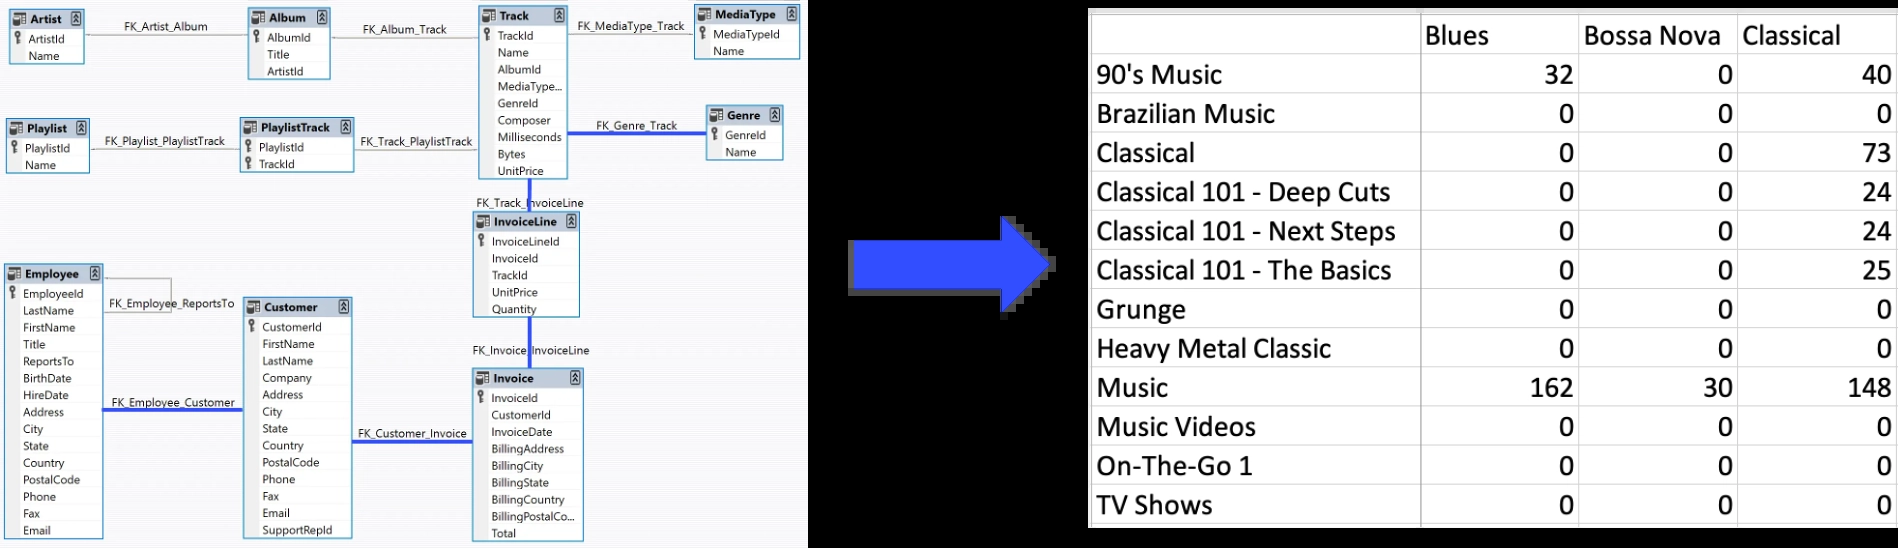 Artist
ArtistId
Name
FK_Artist_Album
Album
AlbumId
Title
ArtistId
FK_Album_Track
Track
TrackId
Name
AlbumId
MediaType...
GenreId
Composer
Milliseconds
Bytes
UnitPrice
FK_MediaType_Track
MediaType
MediaTypeId
Name
Playlist
PlaylistId
Name
FK_Playlist_PlaylistTrack
PlaylistTrack
PlaylistId
TrackId
FK_Track_PlaylistTrack
FK_Genre_Track
Genre
GenreId
Name
FK_Track_InvoiceLine
InvoiceLine
InvoiceLineId
InvoiceId
TrackId
UnitPrice
Quantity
Employee
EmployeeId
LastName
FirstName
Title
ReportsTo
BirthDate
HireDate
Address
City
State
Country
PostalCode
Phone
Fax
Email
FK_Employee_ReportsTo
FK_Employee_Customer
Customer
CustomerId
FirstName
LastName
Company
Address
City
State
Country
PostalCode
Phone
Fax
Email
SupportRepId
FK_Customer_Invoice
FK_Invoice_InvoiceLine
Invoice
InvoiceId
CustomerId
InvoiceDate
BillingAddress
BillingCity
BillingState
BillingCountry
BillingPostalCo...
Total
Blues Bossa Nova Classical
90's Music 32 0 40
Brazilian Music 0 0 0
Classical 0 0 73
Classical 101 - Deep Cuts 0 0 24
Classical 101 - Next Steps 0 0 24
Classical 101 - The Basics 0 0 25
Grunge 0 0 0
Heavy Metal Classic 0 0 0
Music 162 30 148
Music Videos 0 0 0
On-The-Go 1 0 0 0
TV Shows 0 0 0